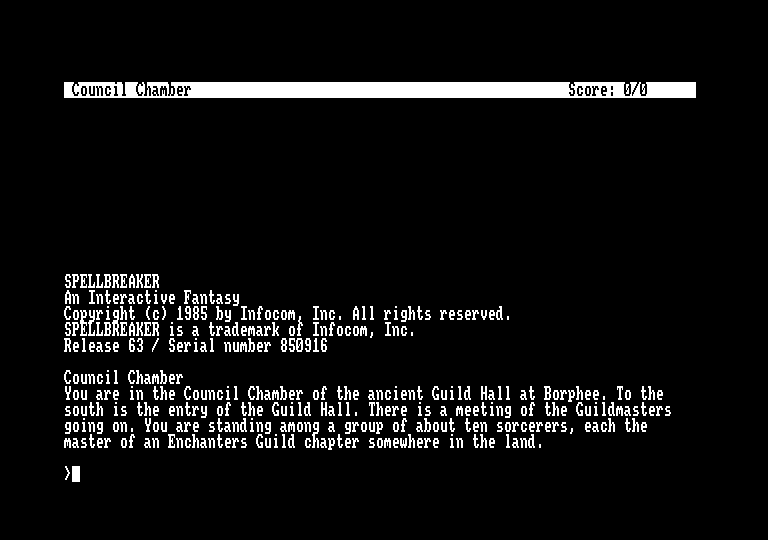 Council Chamber Score: 0/0
SPELLBREAKER
An Interactive Fantasy
Copyright (c) 1985 by Infocom, Inc. All rights reserved.
SPELLBREAKER is a trademark of Infocom, Inc.
Release 63 / Serial number 850916
Council Chamber
You are in the Council Chamber of the ancient Guild Hall at Borphee. To the
south is the entry of the Guild Hall. There is a meeting of the Guildmasters
going on. You are standing among a group of about ten sorcerers, each the
master of an Enchanters Guild chapter somewhere in the land.
>